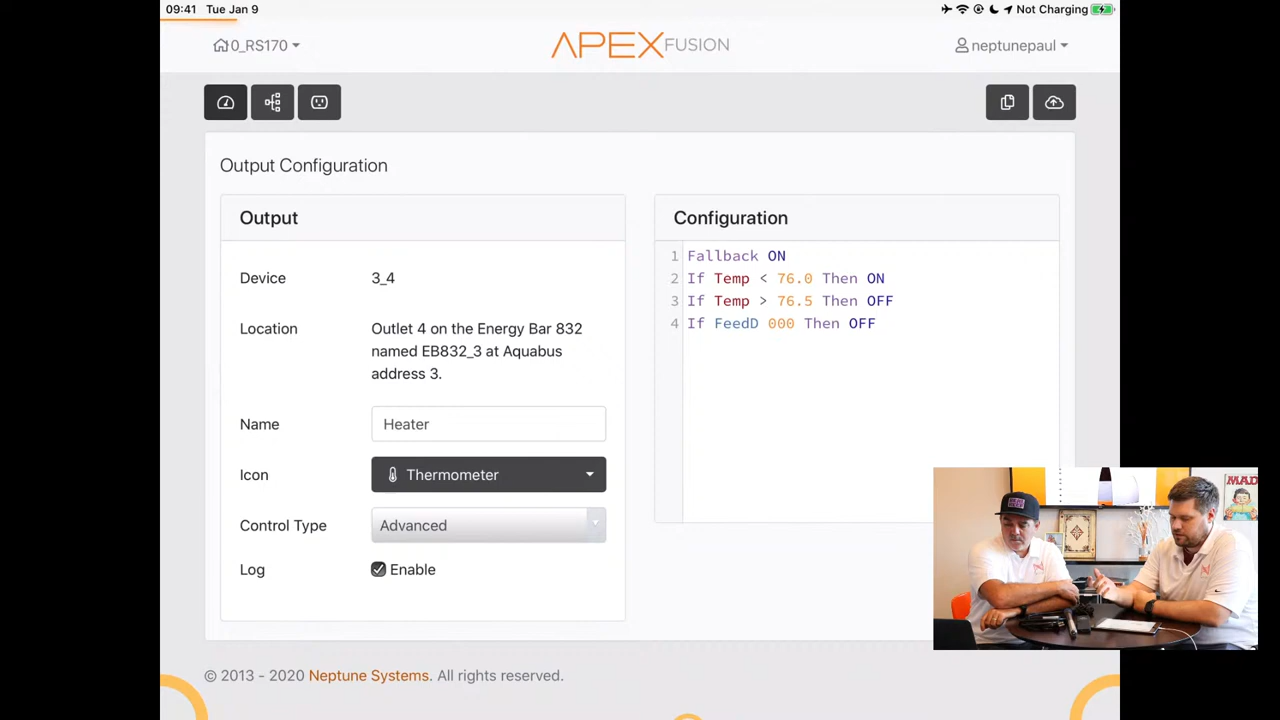 09:41 Tue Jan 9
Not Charging
0_RS170
APEX FUSION
neptunepaul
Output Configuration
Output
Device 3_4
Location Outlet 4 on the Energy Bar 832
named EB832_3 at Aquabus
address 3.
Name Heater
Icon Thermometer
Control Type Advanced
Log Enable
Configuration
1 Fallback ON
2 If Temp < 76.0 Then ON
3 If Temp > 76.5 Then OFF
4 If FeedD 000 Then OFF
MAD
© 2013 - 2020 Neptune Systems. All rights reserved.